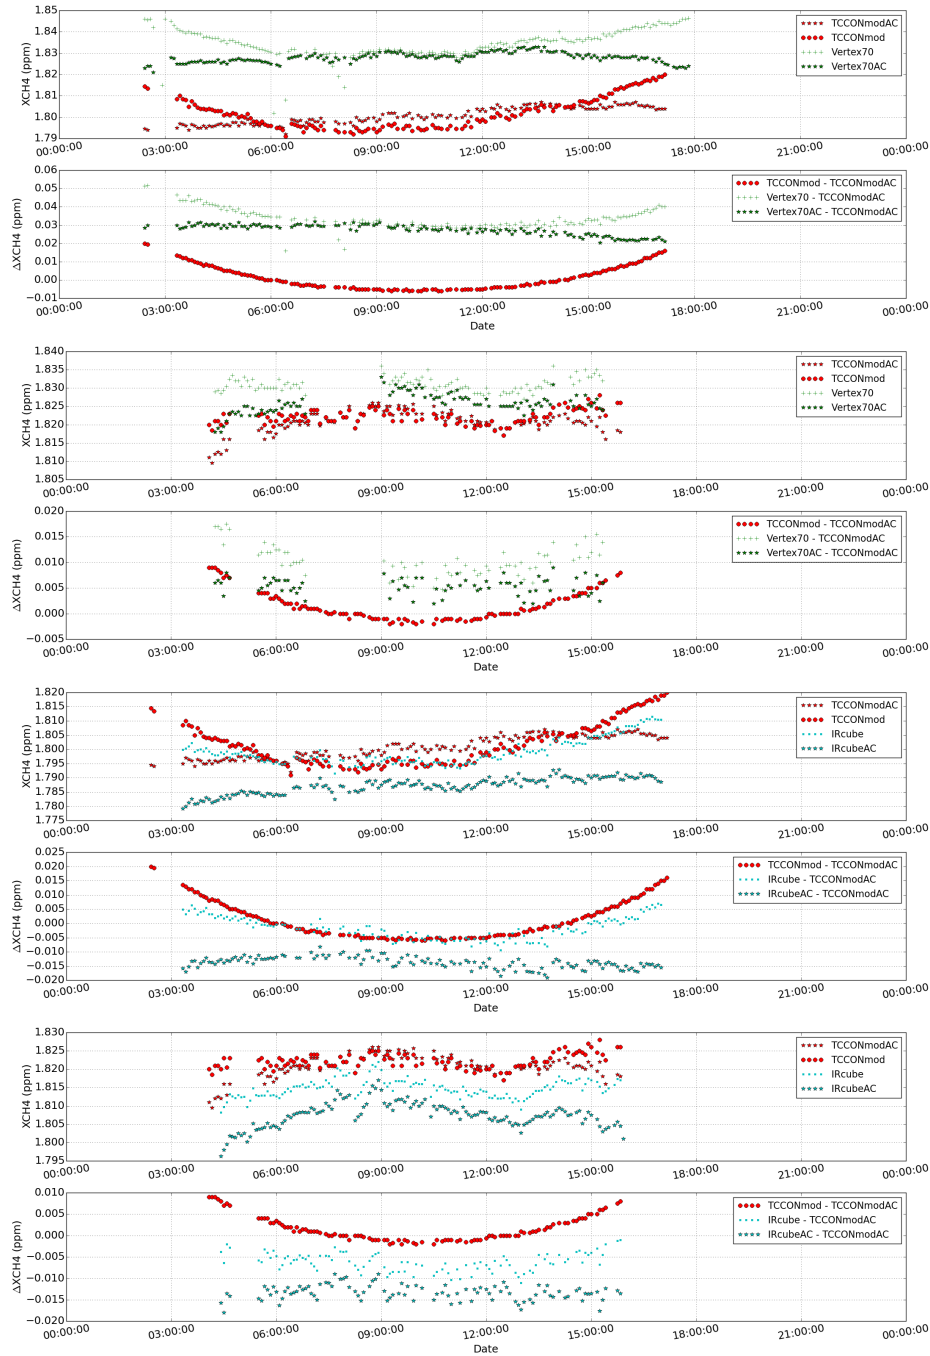 1.85
1.84
1.83
1.82
1.81
1.80
1.79
XCH4 (ppm)
TCCONmodAC
TCCONmod
Vertex70
Vertex70AC
00:00:00 03:00:00 06:00:00 09:00:00 12:00:00 15:00:00 18:00:00 21:00:00 00:00:00
0.06
0.05
0.04
0.03
0.02
0.01
0.00
−0.01
ΔXCH4 (ppm)
TCCONmod - TCCONmodAC
Vertex70 - TCCONmodAC
Vertex70AC - TCCONmodAC
00:00:00 03:00:00 06:00:00 09:00:00 12:00:00 15:00:00 18:00:00 21:00:00 00:00:00
Date
1.840
1.835
1.830
1.825
1.820
1.815
1.810
1.805
XCH4 (ppm)
TCCONmodAC
TCCONmod
Vertex70
Vertex70AC
00:00:00 03:00:00 06:00:00 09:00:00 12:00:00 15:00:00 18:00:00 21:00:00 00:00:00
0.020
0.015
0.010
0.005
0.000
−0.005
ΔXCH4 (ppm)
TCCONmod - TCCONmodAC
Vertex70 - TCCONmodAC
Vertex70AC - TCCONmodAC
00:00:00 03:00:00 06:00:00 09:00:00 12:00:00 15:00:00 18:00:00 21:00:00 00:00:00
Date
1.820
1.815
1.810
1.805
1.800
1.795
1.790
1.785
1.780
1.775
XCH4 (ppm)
TCCONmodAC
TCCONmod
IRcube
IRcubeAC
00:00:00 03:00:00 06:00:00 09:00:00 12:00:00 15:00:00 18:00:00 21:00:00 00:00:00
0.025
0.020
0.015
0.010
0.005
0.000
−0.005
−0.010
−0.015
−0.020
ΔXCH4 (ppm)
TCCONmod - TCCONmodAC
IRcube - TCCONmodAC
IRcubeAC - TCCONmodAC
00:00:00 03:00:00 06:00:00 09:00:00 12:00:00 15:00:00 18:00:00 21:00:00 00:00:00
Date
1.830
1.825
1.820
1.815
1.810
1.805
1.800
1.795
XCH4 (ppm)
TCCONmodAC
TCCONmod
IRcube
IRcubeAC
00:00:00 03:00:00 06:00:00 09:00:00 12:00:00 15:00:00 18:00:00 21:00:00 00:00:00
0.010
0.005
0.000
−0.005
−0.010
−0.015
−0.020
ΔXCH4 (ppm)
TCCONmod - TCCONmodAC
IRcube - TCCONmodAC
IRcubeAC - TCCONmodAC
00:00:00 03:00:00 06:00:00 09:00:00 12:00:00 15:00:00 18:00:00 21:00:00 00:00:00
Date